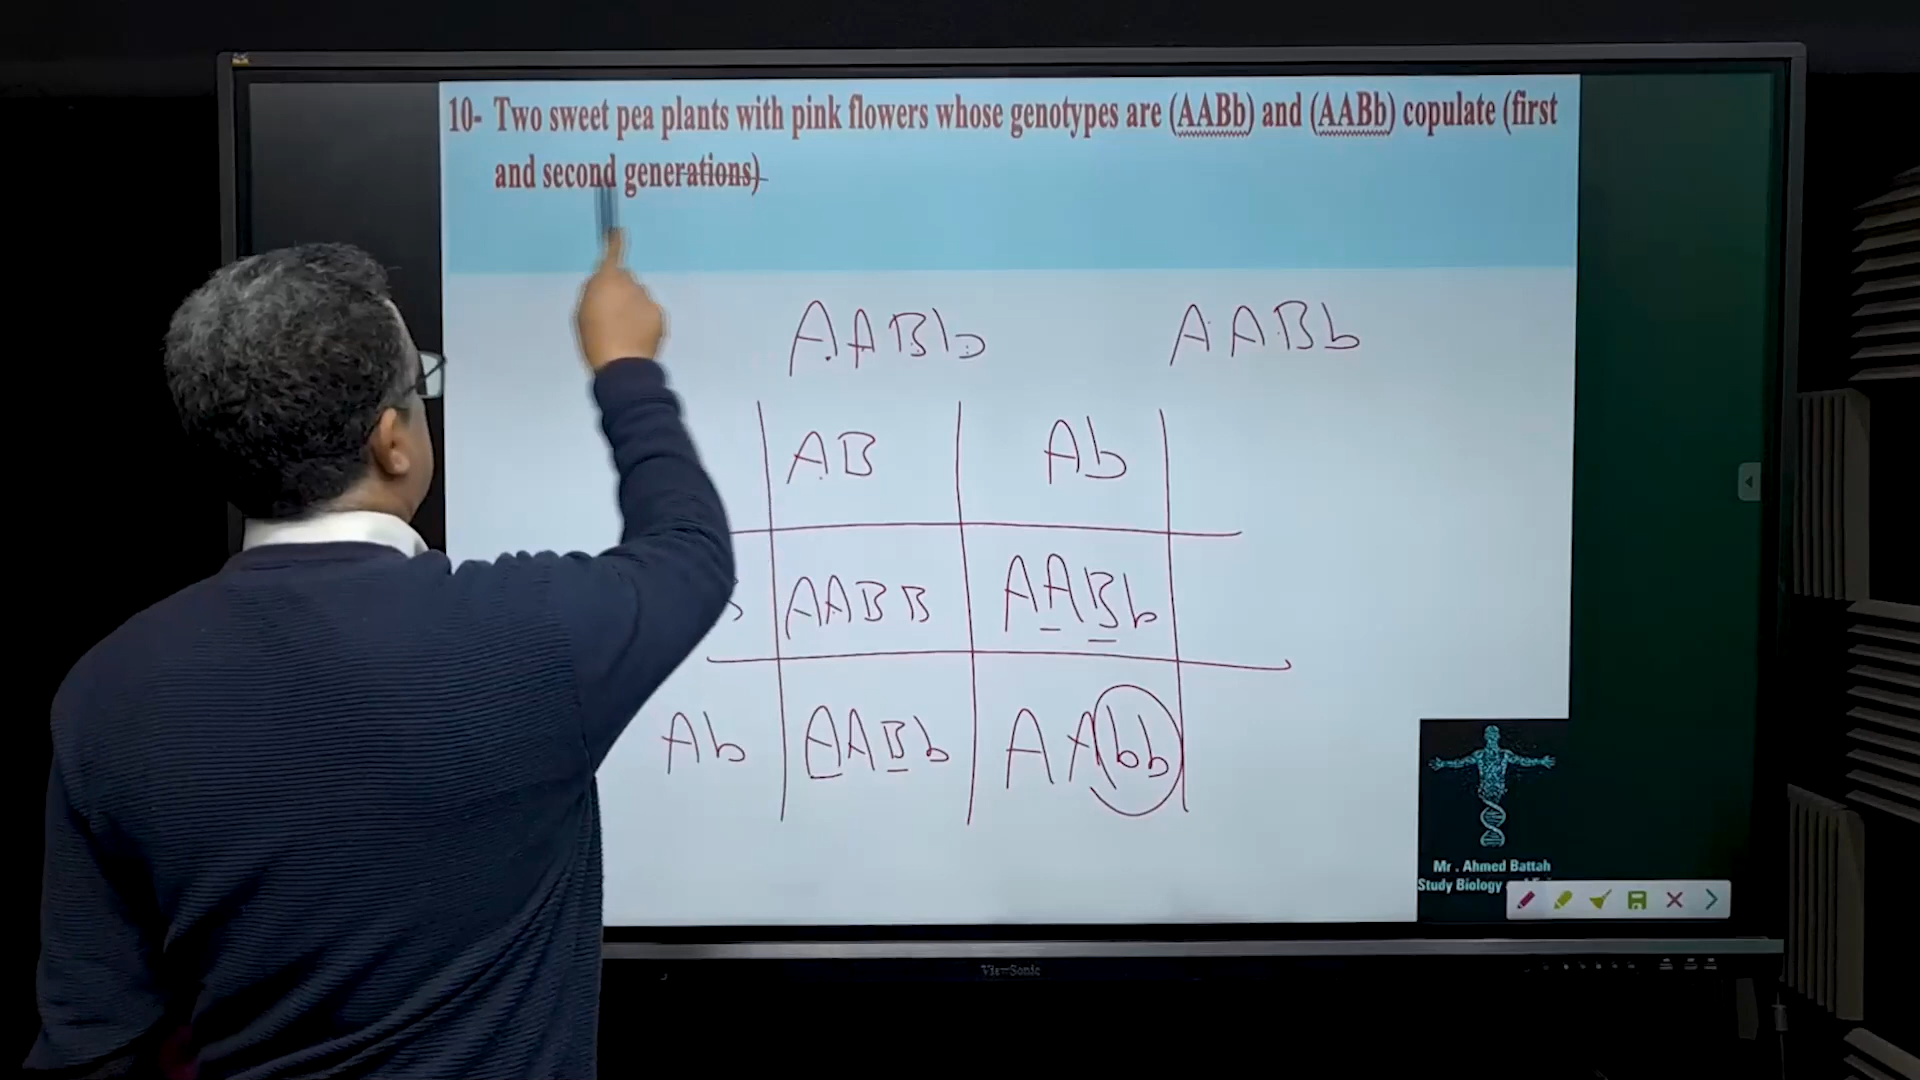 10- Two sweet pea plants with pink flowers whose genotypes are (AABb) and (AABb) copulate (first
and second generations)
AABb AABb
AB Ab
AABB AABb
Ab AABb AAbb
Mr . Ahmed Battah
Study Biology
ViewSonic